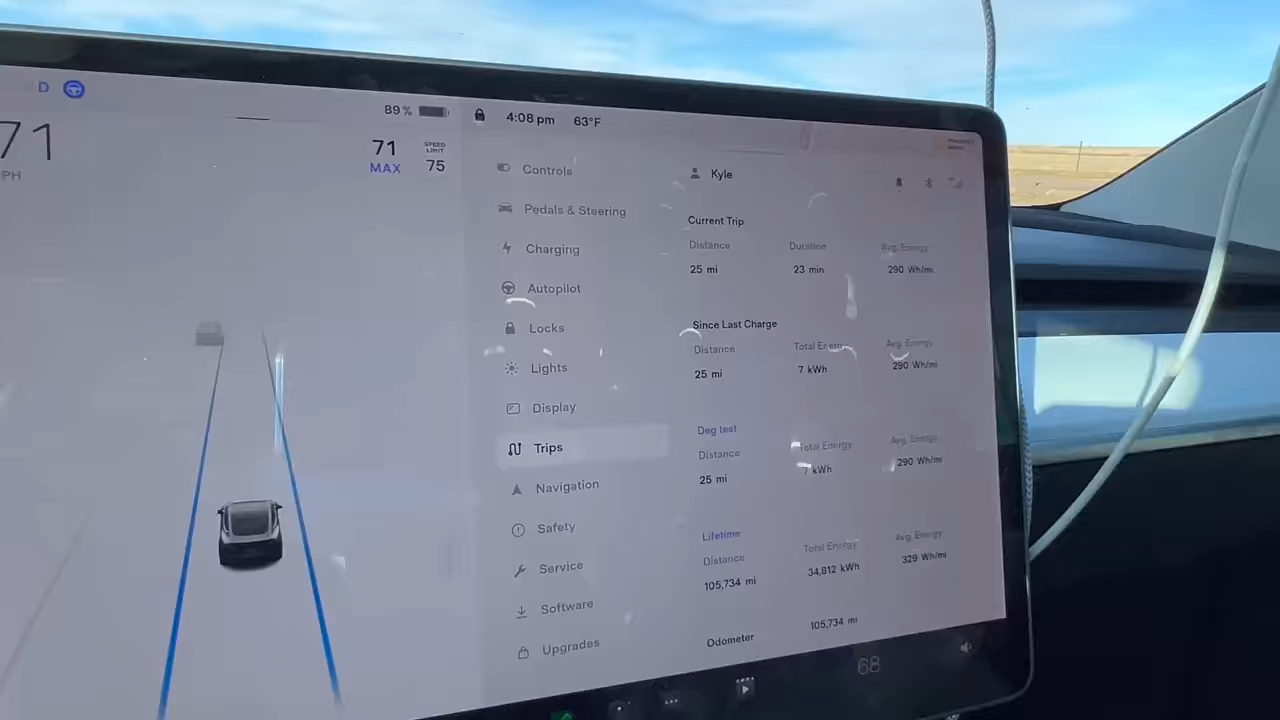 D
89%
4:08 pm 63°F
71
PH
71
MAX
SPEED
LIMIT
75
Controls
Pedals & Steering
Charging
Autopilot
Locks
Lights
Display
Trips
Navigation
Safety
Service
Software
Upgrades
Kyle
Current Trip
Distance Duration Avg. Energy
25 mi 23 min 290 Wh/mi
Since Last Charge
Distance Total Energy Avg. Energy
25 mi 7 kWh 290 Wh/mi
Deg test
Distance Total Energy Avg. Energy
25 mi 7 kWh 290 Wh/mi
Lifetime
Distance Total Energy Avg. Energy
105,734 mi 34,812 kWh 329 Wh/mi
Odometer 105,734 mi
68